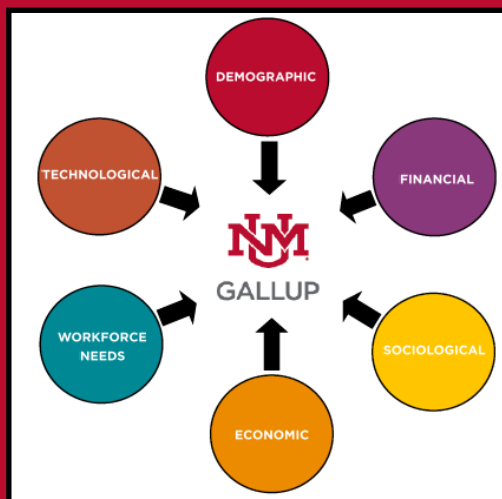 DEMOGRAPHIC
TECHNOLOGICAL
FINANCIAL
UNM
GALLUP
WORKFORCE
NEEDS
SOCIOLOGICAL
ECONOMIC